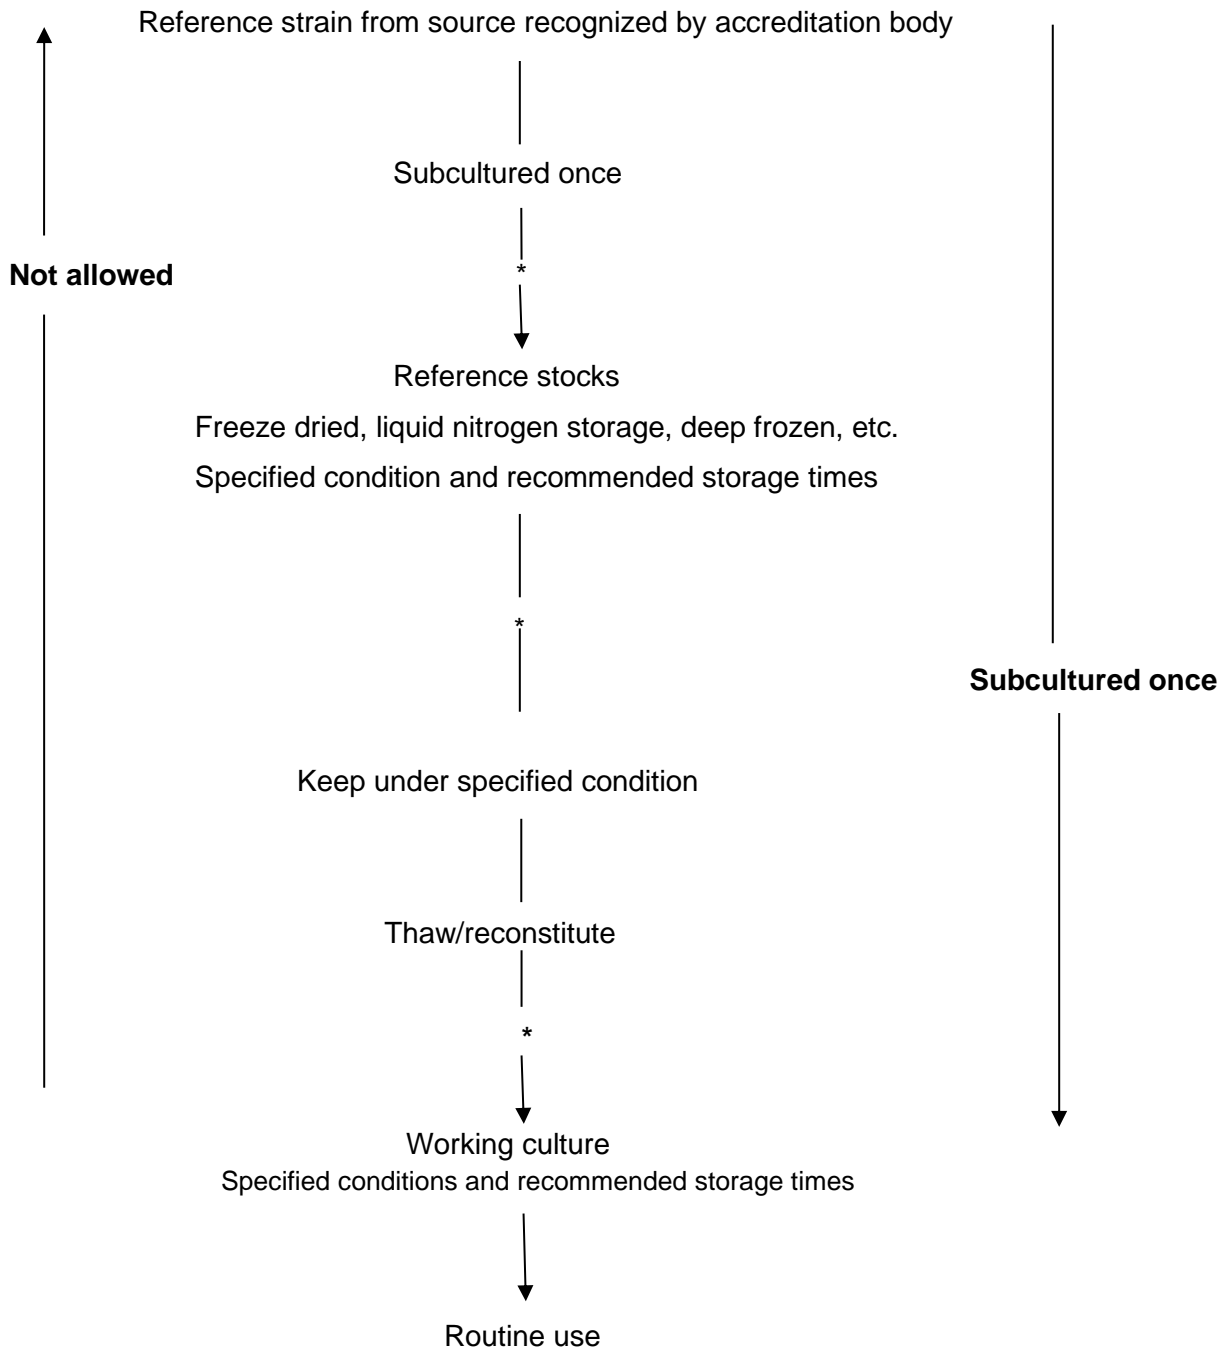 Reference strain from source recognized by accreditation body
Subcultured once
*
Not allowed
Reference stocks
Freeze dried, liquid nitrogen storage, deep frozen, etc.
Specified condition and recommended storage times
*
Subcultured once
Keep under specified condition
Thaw/reconstitute
*
Working culture
Specified conditions and recommended storage times
Routine use